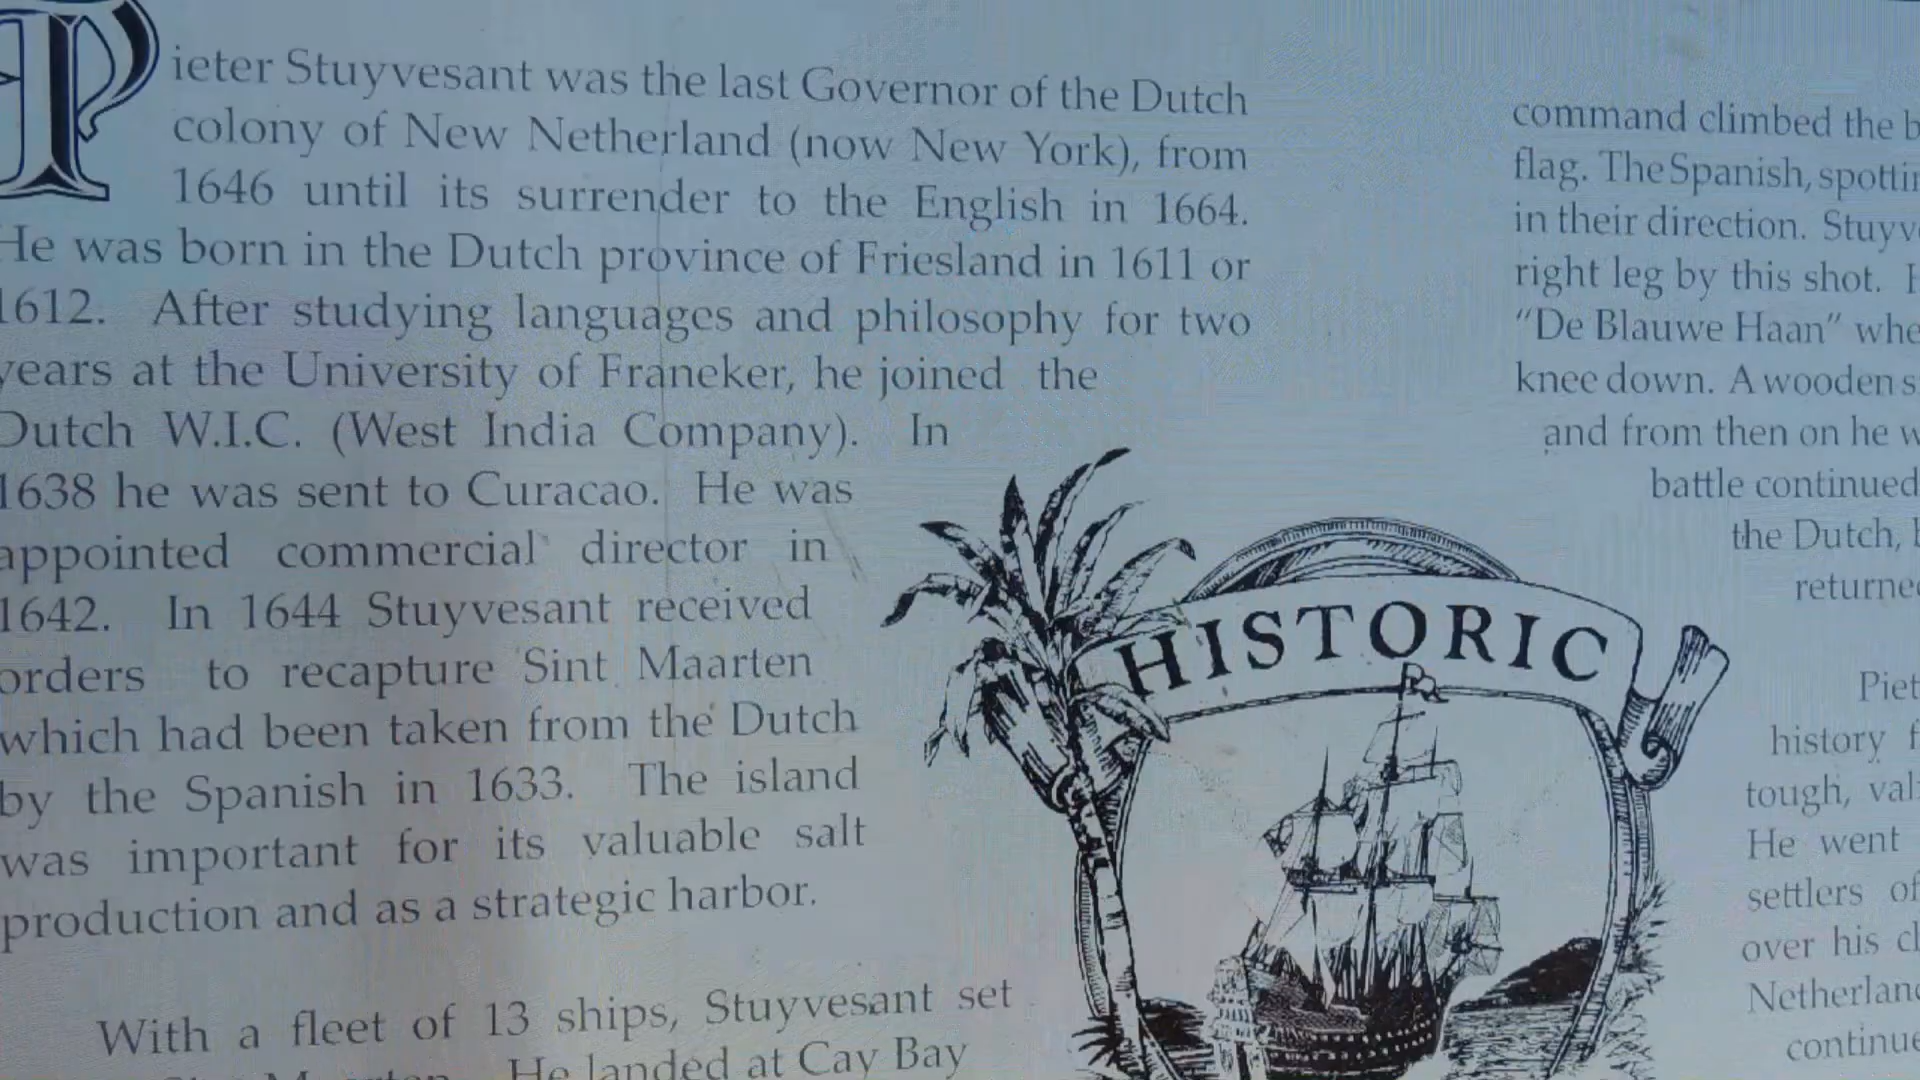 Pieter Stuyvesant was the last Governor of the Dutch
colony of New Netherland (now New York), from
1646 until its surrender to the English in 1664.
He was born in the Dutch province of Friesland in 1611 or
1612. After studying languages and philosophy for two
years at the University of Franeker, he joined the
Dutch W.I.C. (West India Company). In
1638 he was sent to Curacao. He was
appointed commercial director in
1642. In 1644 Stuyvesant received
orders to recapture Sint Maarten
which had been taken from the Dutch
by the Spanish in 1633. The island
was important for its valuable salt
production and as a strategic harbor.
With a fleet of 13 ships, Stuyvesant set
He landed at Cay Bay
HISTORIC
command climbed the
flag. The Spanish,
in their direction.
right leg by this shot.
"De Blauwe Haan"
knee down. A wooden
and from then on he
battle continued
the Dutch,
history
tough,
He went
settlers of
over his